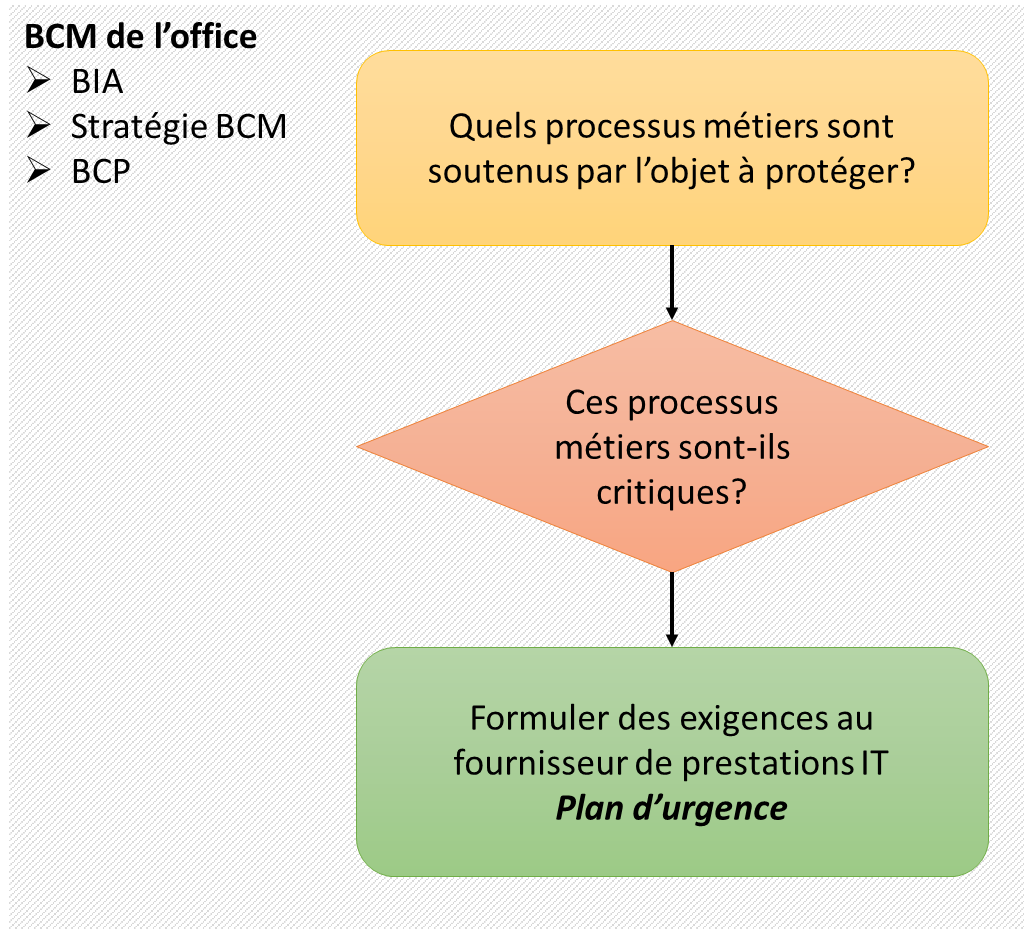 BCM de l’office
BIA
Stratégie BCM
BCP
Quels processus métiers sont
soutenus par l’objet à protéger?
Ces processus
métiers sont-ils
critiques?
Formuler des exigences au
fournisseur de prestations IT
Plan d’urgence